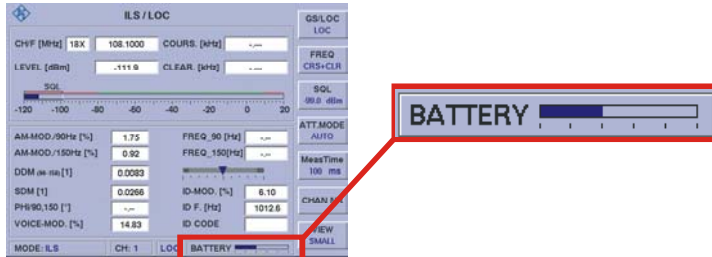 ILS / LOC
GS/LOC
LOC
CH/F [MHz] 18X 108.1000 COURS. [kHz] -.---
FREQ
CRS+CLR
LEVEL [dBm] -111.9 CLEAR. [kHz] -.---
SQL
SQL
-99.0 dBm
-120 -100 -80 -60 -40 -20 0 20
ATT.MODE
AUTO
AM-MOD./90Hz [%] 1.75 FREQ_90 [Hz] -.--
AM-MOD./150Hz [%] 0.92 FREQ_150[Hz] -.--
MeasTime
100 ms
DDM (90-150) [1] 0.0083
SDM [1] 0.0266 ID-MOD. [%] 6.10
PHI/90,150 [°] -.-- ID F. [Hz] 1012.6
VOICE-MOD. [%] 14.83 ID CODE
VIEW
SMALL
MODE: ILS CH: 1 LOC BATTERY
BATTERY